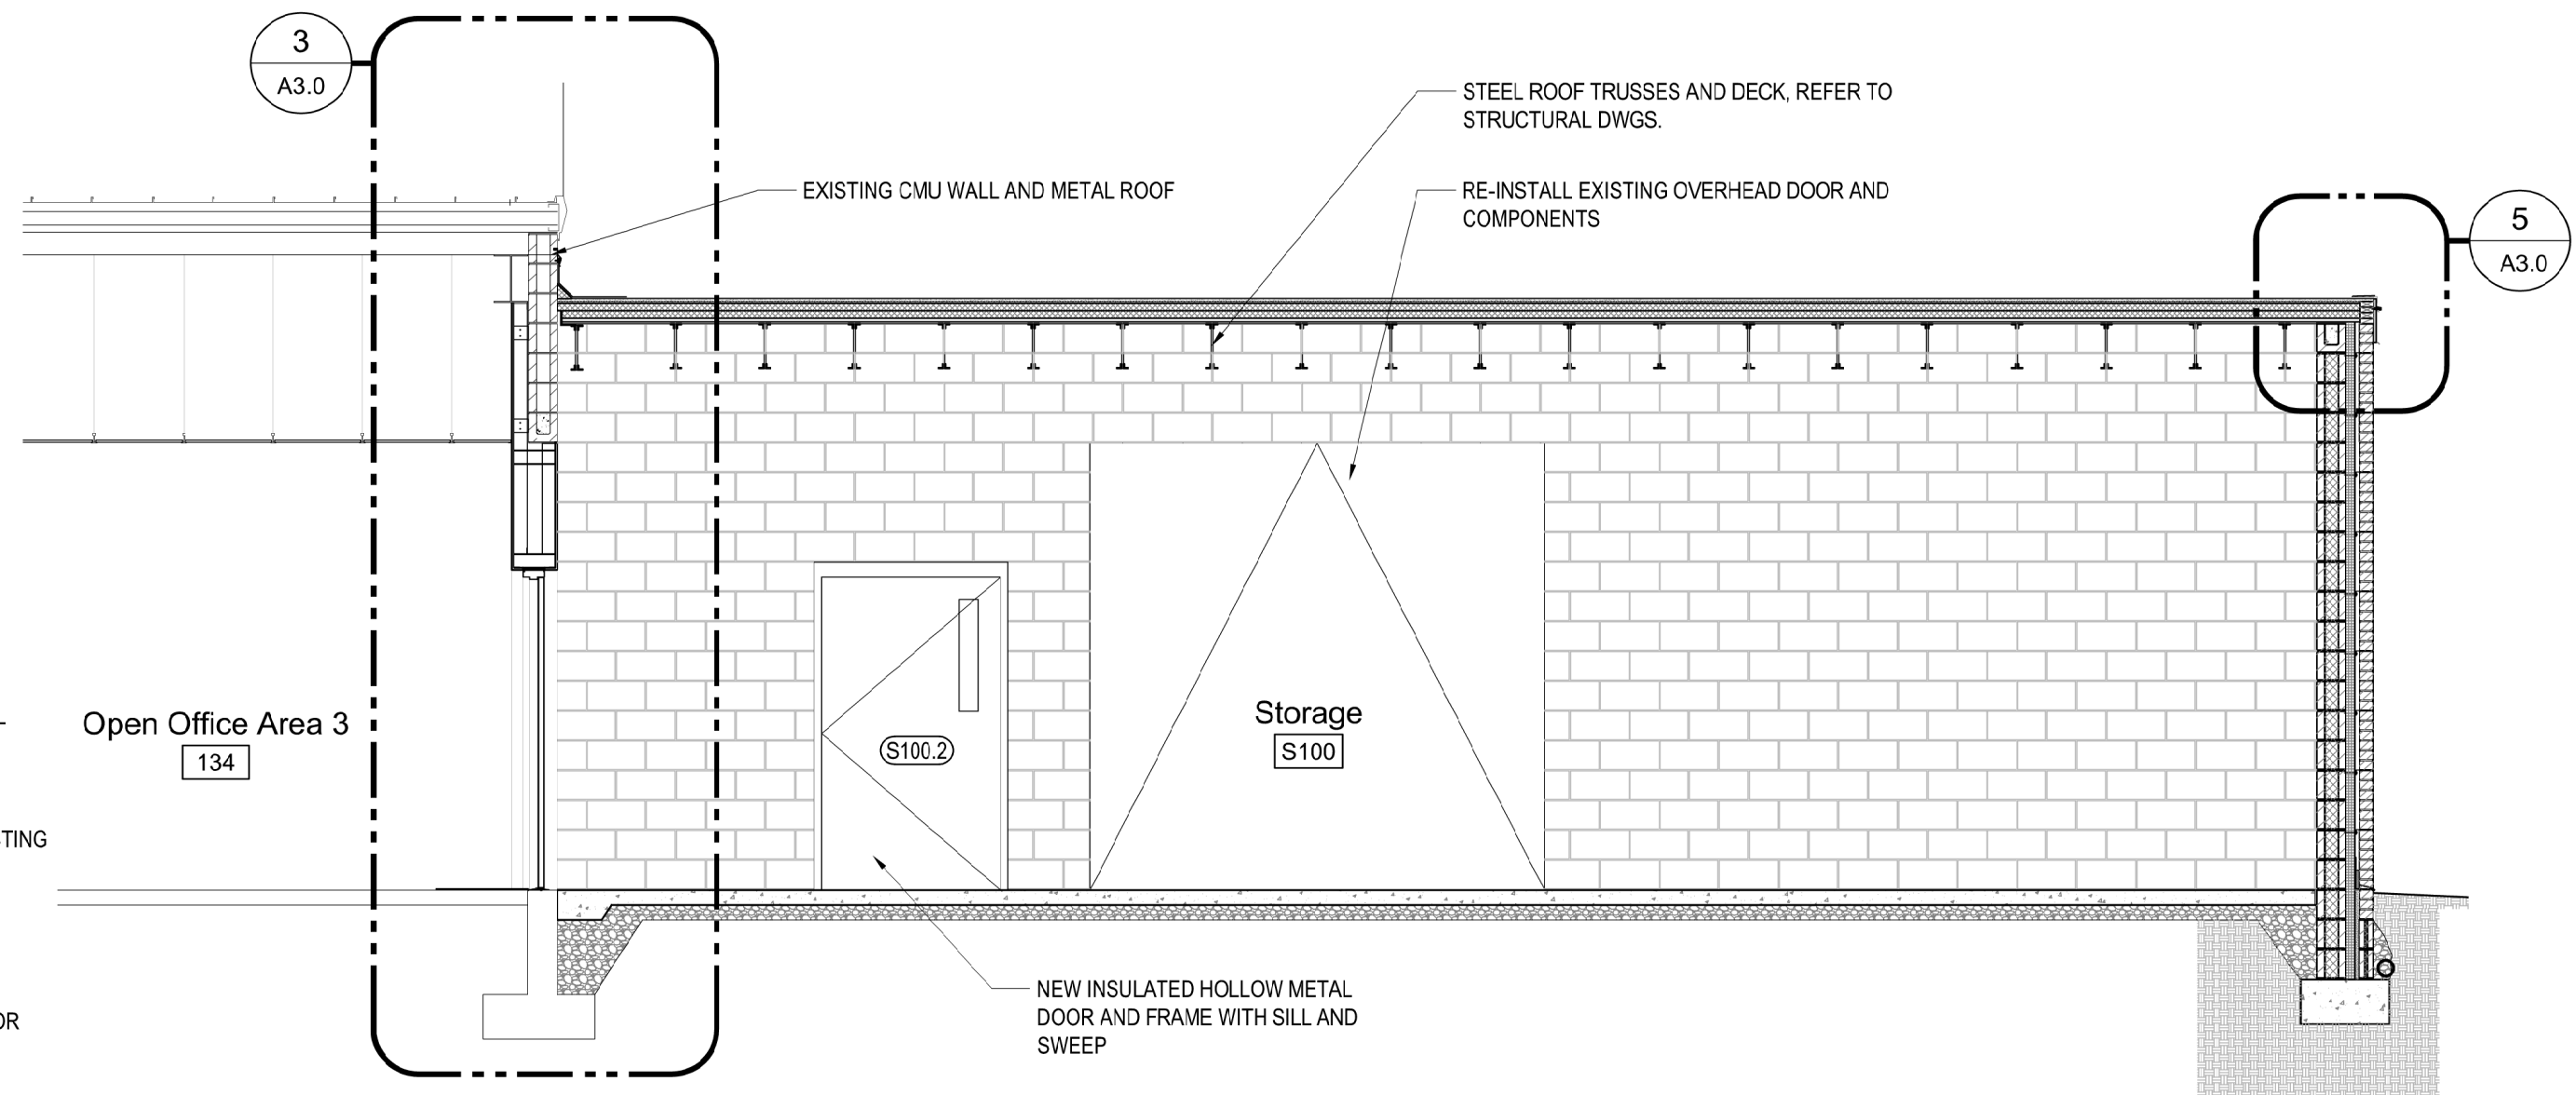 3
A3.0
STEEL ROOF TRUSSES AND DECK, REFER TO
STRUCTURAL DWGS.
EXISTING CMU WALL AND METAL ROOF
RE-INSTALL EXISTING OVERHEAD DOOR AND
COMPONENTS
5
A3.0
Open Office Area 3
134
S100.2
Storage
S100
TING
OR
NEW INSULATED HOLLOW METAL
DOOR AND FRAME WITH SILL AND
SWEEP